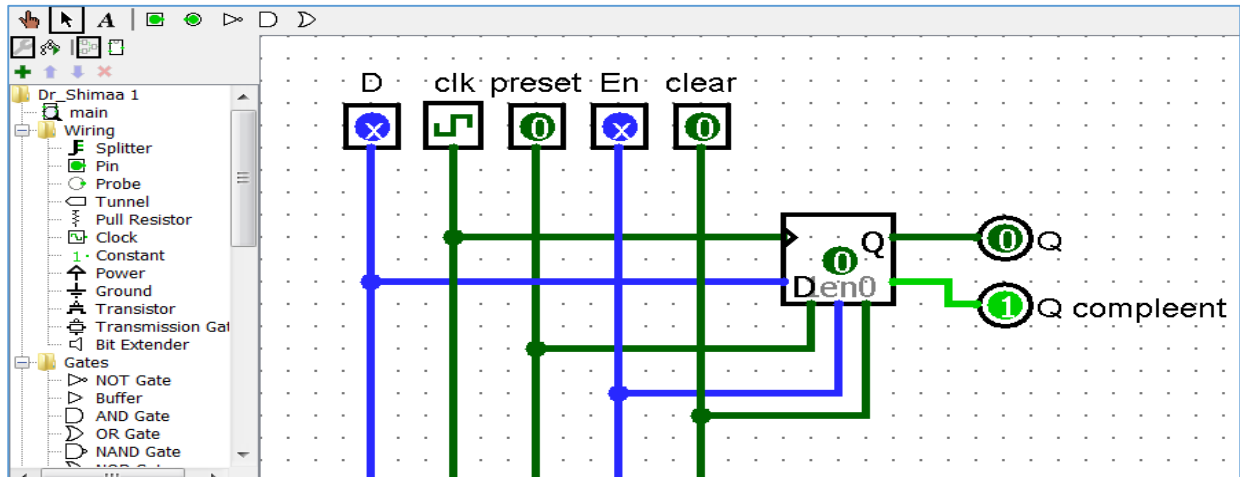 A
Dr_Shimaa 1
main
Wiring
Splitter
Pin
Probe
Tunnel
Pull Resistor
Clock
1 Constant
Power
Ground
Transistor
Transmission Gat
Bit Extender
Gates
NOT Gate
Buffer
AND Gate
OR Gate
NAND Gate
D clk preset En clear
x 0 x 0
Q 0 Q
0
D 1en0
1 Q compleent